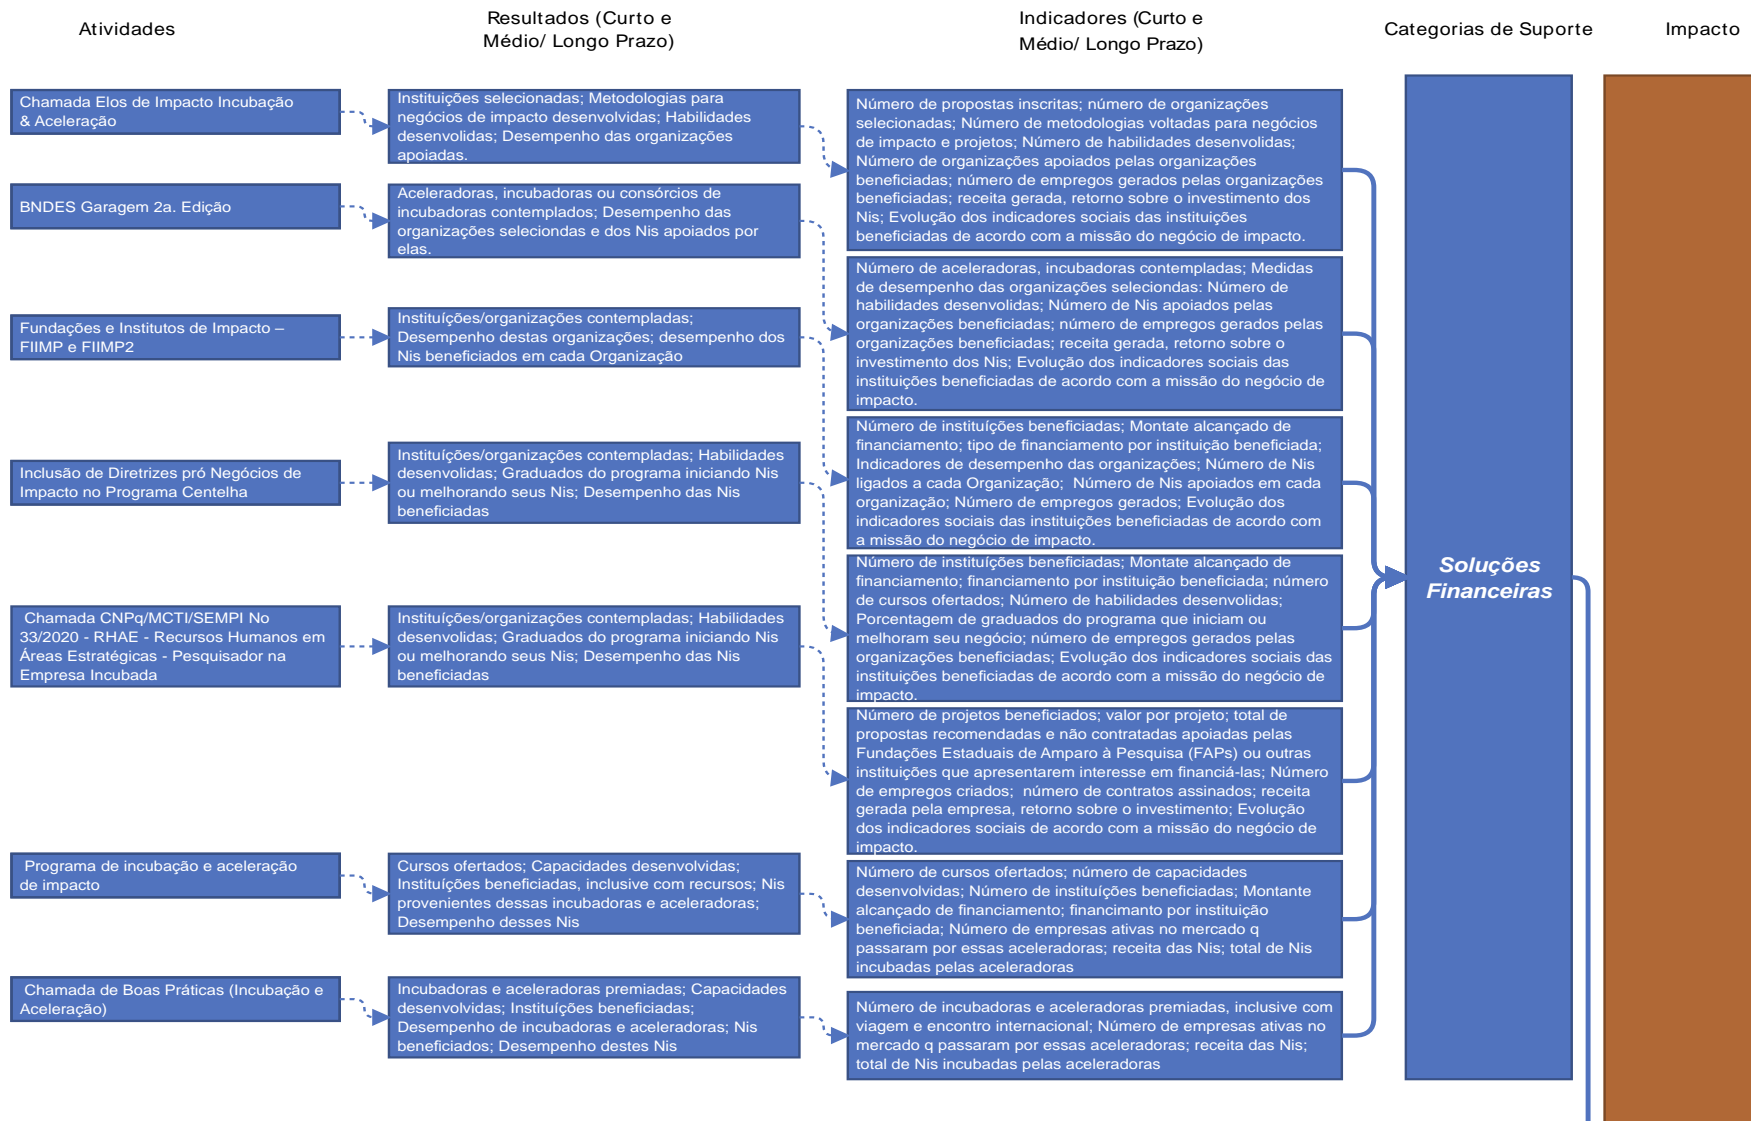 Atividades
Resultados (Curto e
Médio/ Longo Prazo)
Indicadores (Curto e
Médio/ Longo Prazo)
Categorias de Suporte
Impacto
Chamada Elos de Impacto Incubação
& Aceleração
Instituições selecionadas; Metodologias para
negócios de impacto desenvolvidas; Habilidades
desenvolidas; Desempenho das organizações
apoiadas.
Número de propostas inscritas; número de organizações
selecionadas; Número de metodologias voltadas para negócios
de impacto e projetos; Número de habilidades desenvolidas;
Número de organizações apoiados pelas organizações
beneficiadas; número de empregos gerados pelas organizações
beneficiadas; receita gerada, retorno sobre o investimento dos
Nis; Evolução dos indicadores sociais das instituições
beneficiadas de acordo com a missão do negócio de impacto.
BNDES Garagem 2a. Edição
Aceleradoras, incubadoras ou consórcios de
incubadoras contemplados; Desempenho das
organizações seleciondas e dos Nis apoiados por
elas.
Número de aceleradoras, incubadoras contempladas; Medidas
de desempenho das organizações seleciondas: Número de
habilidades desenvolidas; Número de Nis apoiados pelas
organizações beneficiadas; número de empregos gerados pelas
organizações beneficiadas; receita gerada, retorno sobre o
investimento dos Nis; Evolução dos indicadores sociais das
instituições beneficiadas de acordo com a missão do negócio de
impacto.
Fundações e Institutos de Impacto –
FIIMP e FIIMP2
Instituíções/organizações contempladas;
Desempenho destas organizações; desempenho dos
Nis beneficiados em cada Organização
Número de instituíções beneficiadas; Montate alcançado de
financiamento; tipo de financiamento por instituição beneficiada;
Indicadores de desempenho das organizações; Número de Nis
ligados a cada Organização;  Número de Nis apoiados em cada
organização; Número de empregos gerados; Evolução dos
indicadores sociais das instituições beneficiadas de acordo com
a missão do negócio de impacto.
Inclusão de Diretrizes pró Negócios de
Impacto no Programa Centelha
Instituíções/organizações contempladas; Habilidades
desenvolidas; Graduados do programa iniciando Nis
ou melhorando seus Nis; Desempenho das Nis
beneficiadas
Número de instituíções beneficiadas; Montate alcançado de
financiamento; financiamento por instituição beneficiada; número
de cursos ofertados; Número de habilidades desenvolidas;
Porcentagem de graduados do programa que iniciam ou
melhoram seu negócio; número de empregos gerados pelas
organizações beneficiadas; Evolução dos indicadores sociais das
instituições beneficiadas de acordo com a missão do negócio de
impacto.
Chamada CNPq/MCTI/SEMPI No
33/2020 - RHAE - Recursos Humanos em
Áreas Estratégicas - Pesquisador na
Empresa Incubada
Instituíções/organizações contempladas; Habilidades
desenvolidas; Graduados do programa iniciando Nis
ou melhorando seus Nis; Desempenho das Nis
beneficiadas
Número de projetos beneficiados; valor por projeto; total de
propostas recomendadas e não contratadas apoiadas pelas
Fundações Estaduais de Amparo à Pesquisa (FAPs) ou outras
instituições que apresentarem interesse em financiá-las; Número
de empregos criados;  número de contratos assinados; receita
gerada pela empresa, retorno sobre o investimento; Evolução
dos indicadores sociais de acordo com a missão do negócio de
impacto.
Programa de incubação e aceleração
de impacto
Cursos ofertados; Capacidades desenvolvidas;
Instituíções beneficiadas, inclusive com recursos; Nis
provenientes dessas incubadoras e aceleradoras;
Desempenho desses Nis
Número de cursos ofertados; número de capacidades
desenvolvidas; Número de instituíções beneficiadas; Montante
alcançado de financiamento; financimanto por instituição
beneficiada; Número de empresas ativas no mercado q
passaram por essas aceleradoras; receita das Nis; total de Nis
incubadas pelas aceleradoras
Chamada de Boas Práticas (Incubação e
Aceleração)
Incubadoras e aceleradoras premiadas; Capacidades
desenvolvidas; Instituíções beneficiadas;
Desempenho de incubadoras e aceleradoras; Nis
beneficiados; Desempenho destes Nis
Número de incubadoras e aceleradoras premiadas, inclusive com
viagem e encontro internacional; Número de empresas ativas no
mercado q passaram por essas aceleradoras; receita das Nis;
total de Nis incubadas pelas aceleradoras
Soluções
Financeiras